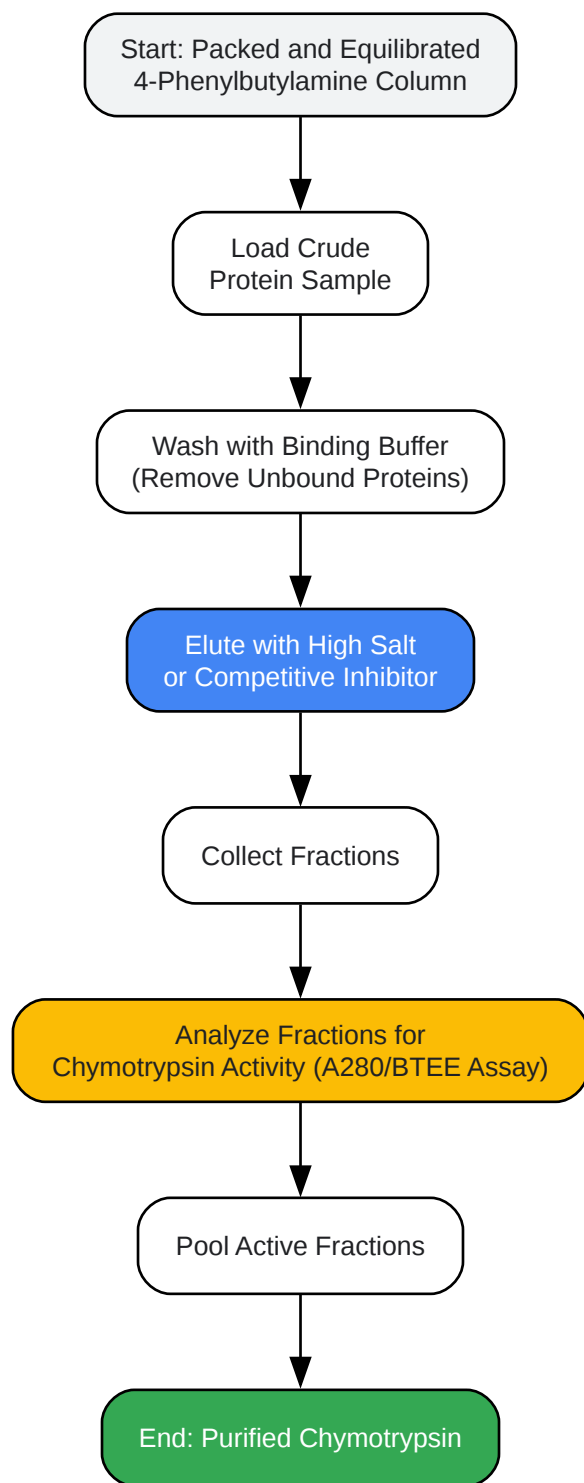 Start: Packed and Equilibrated
4-Phenylbutylamine Column
Load Crude
Protein Sample
Wash with Binding Buffer
(Remove Unbound Proteins)
Elute with High Salt
or Competitive Inhibitor
Collect Fractions
Analyze Fractions for
Chymotrypsin Activity (A280/BTEE Assay)
Pool Active Fractions
End: Purified Chymotrypsin